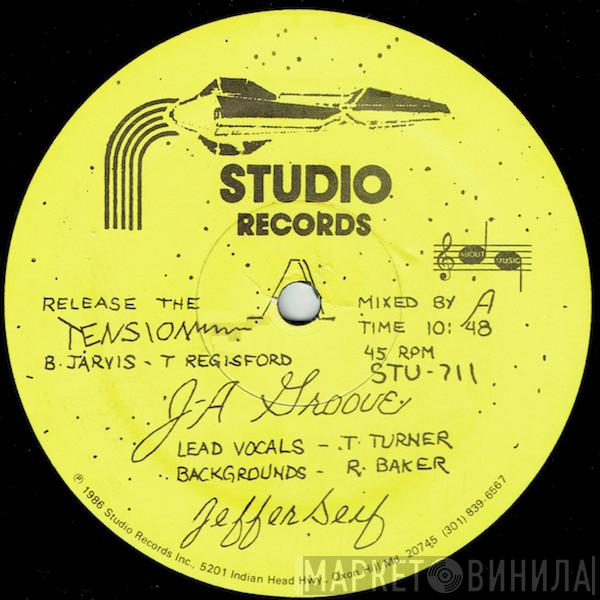 STUDIO
RECORDS
ABOUT MUSIC
A
RELEASE THE
TENSION
B. JARVIS - T REGISFORD
MIXED BY A
TIME 10:48
45 RPM
STU-711
J-A Groove
LEAD VOCALS - T. TURNER
BACKGROUNDS - R. BAKER
Ⓟ 1986 Studio Records Inc., 5201 Indian Head Hwy., Oxon Hill Md. 20745 (301) 839-6567
МАРКЕТ ВИНИЛА